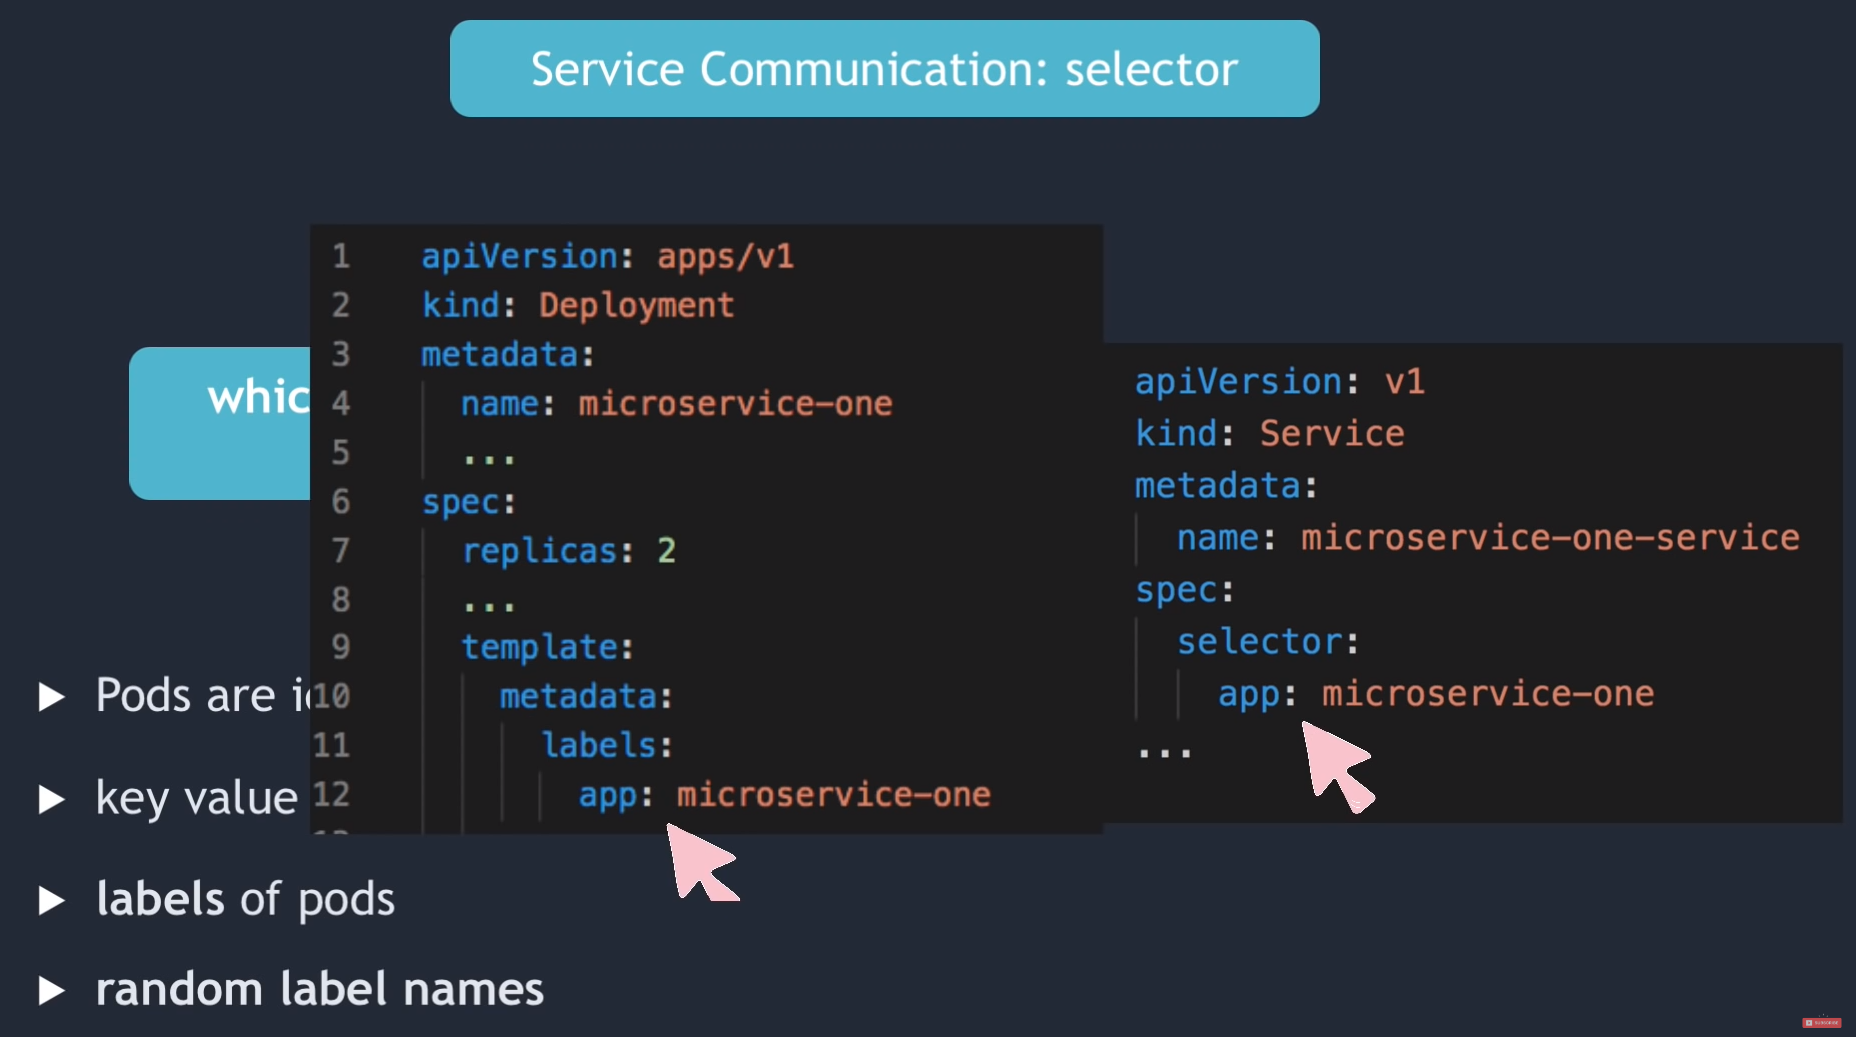 Service Communication: selector
1 apiVersion: apps/v1
2 kind: Deployment
3 metadata:
4 name: microservice-one
5 ...
6 spec:
7 replicas: 2
8 ...
9 template:
10 metadata:
11 labels:
12 app: microservice-one
apiVersion: v1
kind: Service
metadata:
name: microservice-one-service
spec:
selector:
app: microservice-one
...
Pods are
key value
labels of pods
random label names
SUBSCRIBE